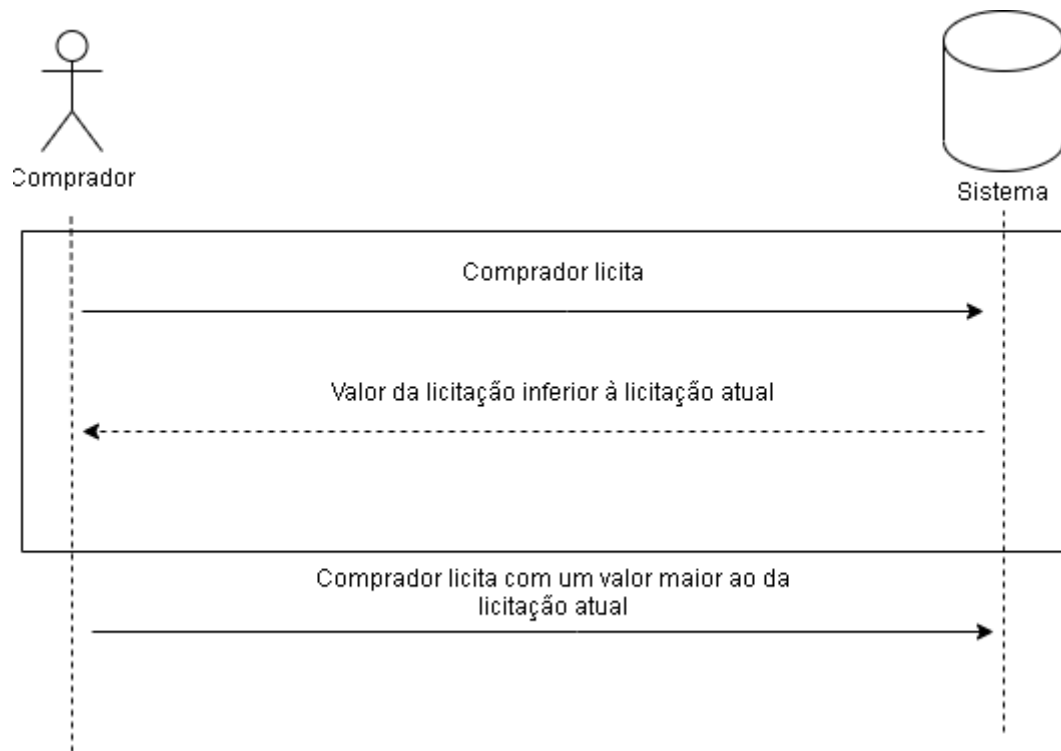 Comprador
Sistema
Comprador licita
Valor da licitação inferior à licitação atual
Comprador licita com um valor maior ao da
licitação atual